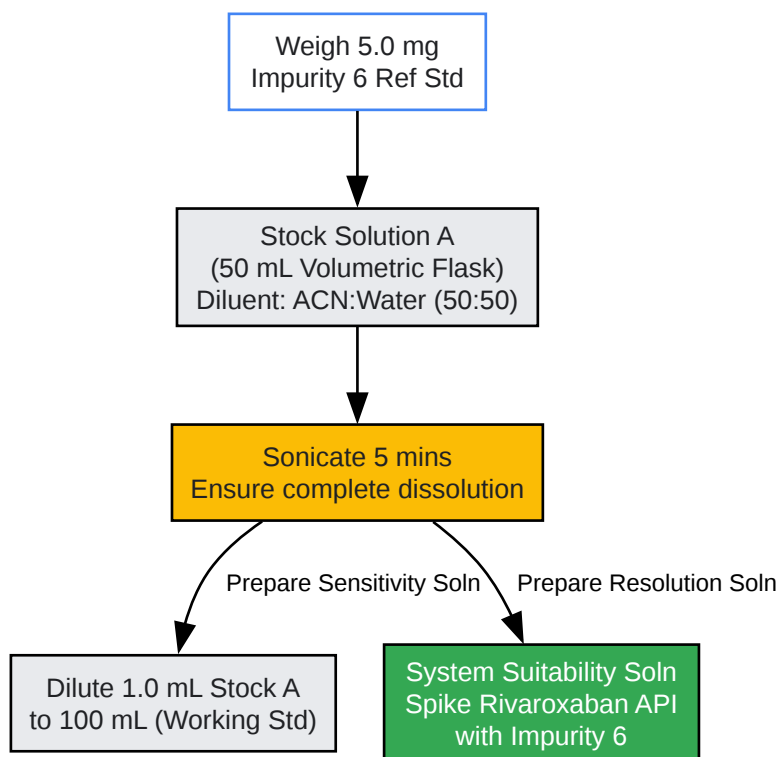 Weigh 5.0 mg
Impurity 6 Ref Std
Stock Solution A
(50 mL Volumetric Flask)
Diluent: ACN:Water (50:50)
Sonicate 5 mins
Ensure complete dissolution
Prepare Sensitivity Soln
Prepare Resolution Soln
Dilute 1.0 mL Stock A
to 100 mL (Working Std)
System Suitability Soln
Spike Rivaroxaban API
with Impurity 6